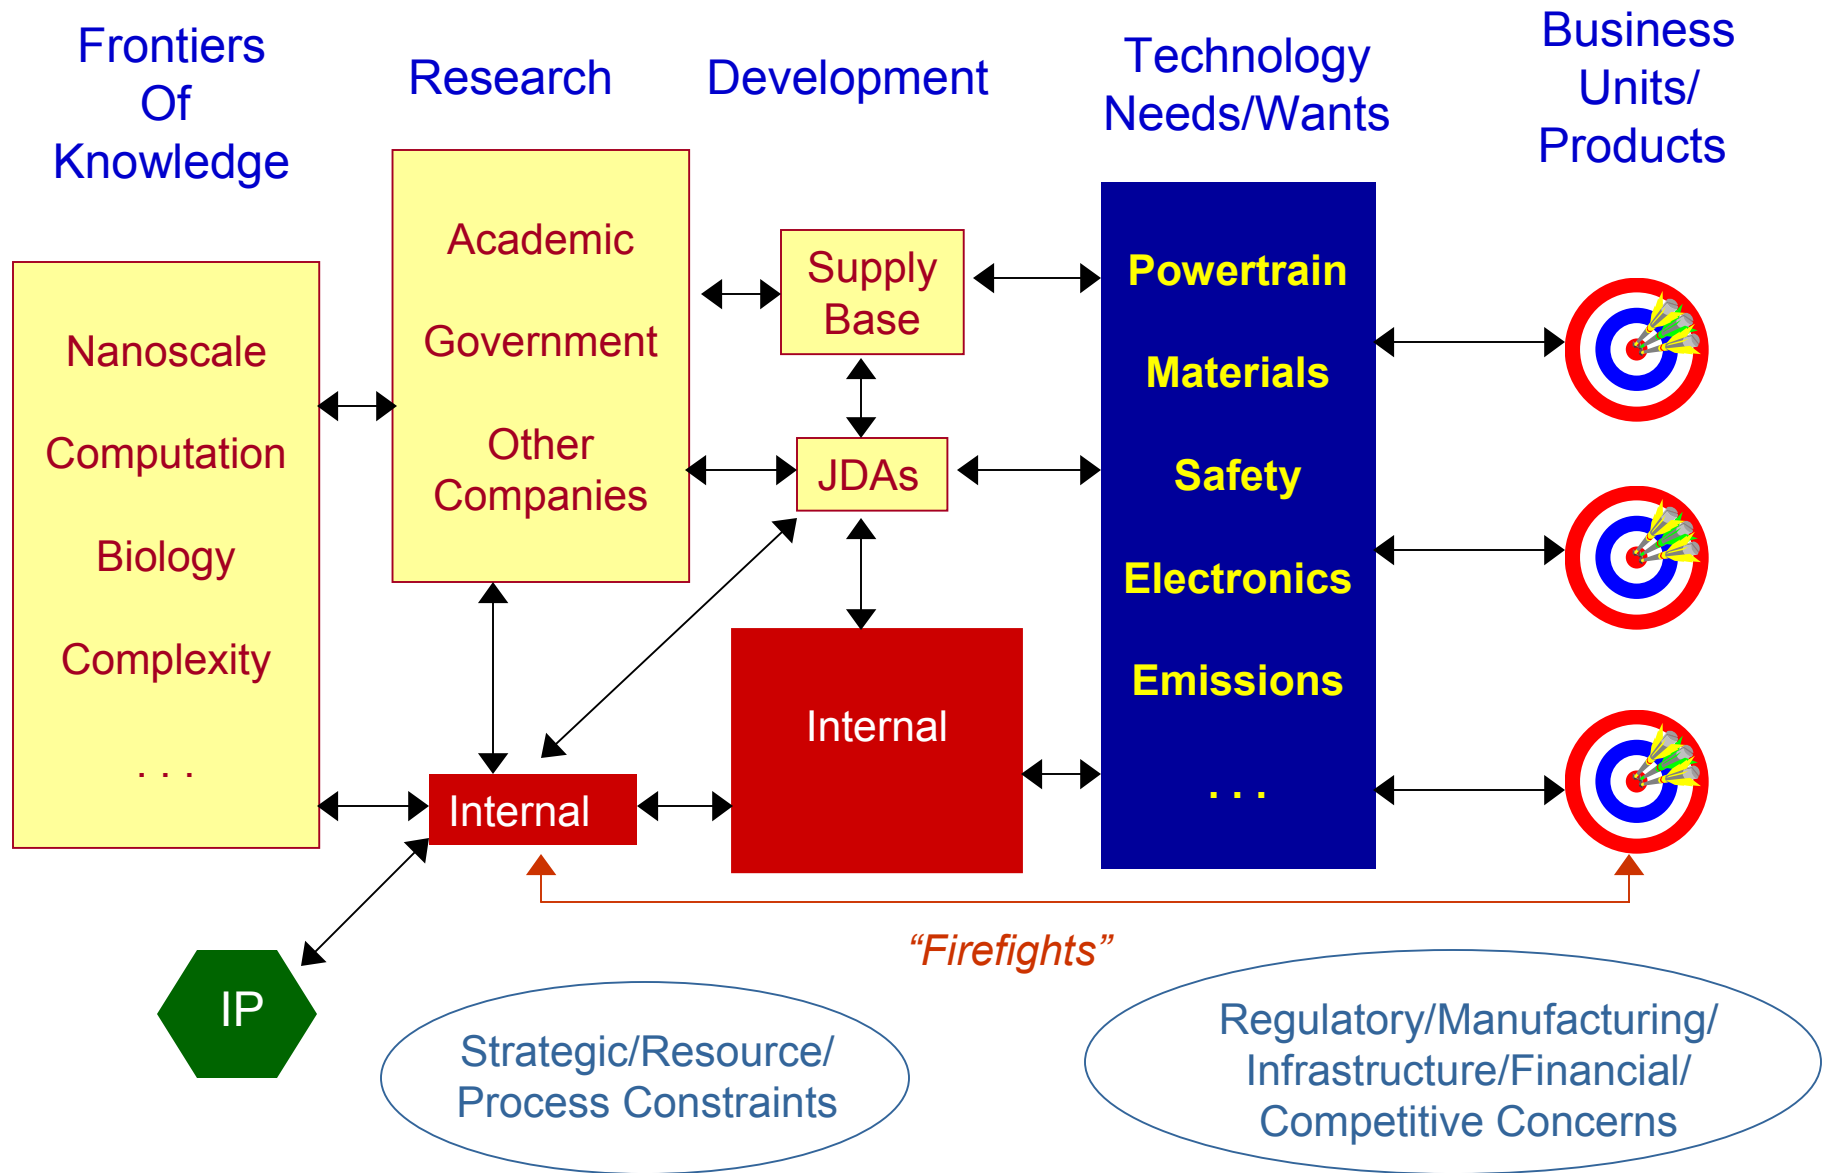 Frontiers
Of
Knowledge
Research
Development
Technology
Needs/Wants
Business
Units/
Products
Nanoscale
Computation
Biology
Complexity
. . .
Academic
Government
Other
Companies
Internal
Supply
Base
JDAs
Internal
Powertrain
Materials
Safety
Electronics
Emissions
. . .
“Firefights”
IP
Strategic/Resource/
Process Constraints
Regulatory/Manufacturing/
Infrastructure/Financial/
Competitive Concerns